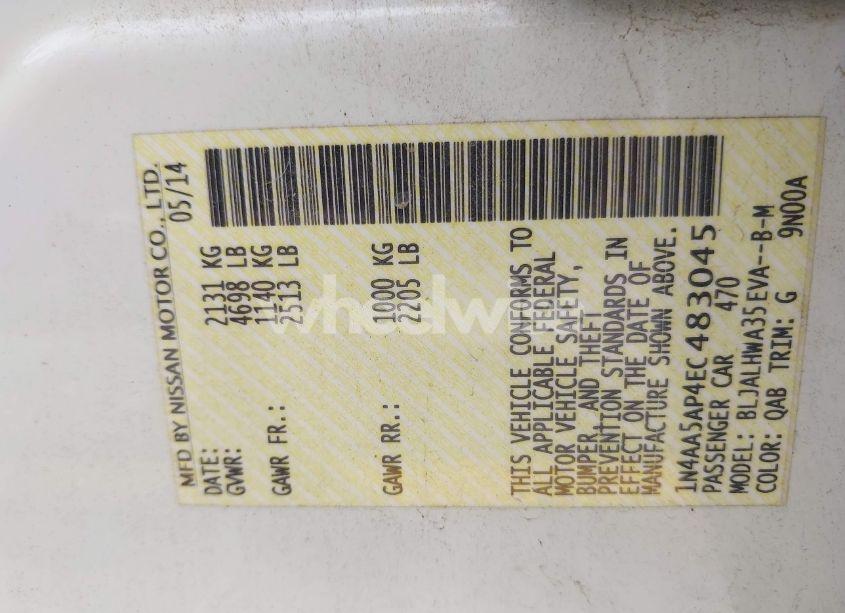 MFD BY NISSAN MOTOR CO., LTD.
DATE: 05/14
GVWR: 2131 KG
4698 LB
GAWR FR.: 1140 KG
2513 LB
GAWR RR.: 1000 KG
2205 LB
THIS VEHICLE CONFORMS TO
ALL APPLICABLE FEDERAL
MOTOR VEHICLE SAFETY,
BUMPER, AND THEFT
PREVENTION STANDARDS IN
EFFECT ON THE DATE OF
MANUFACTURE SHOWN ABOVE.
1N4AA5AP4EC483045
PASSENGER CAR 470
MODEL: BLJALHWA35EVA--B-M
COLOR: QAB TRIM: G 9N00A